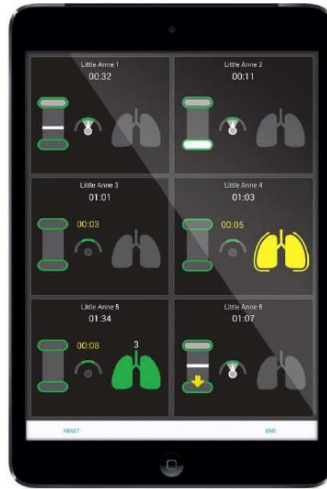 Little Anne 1
00:32
Little Anne 2
00:11
Little Anne 3
01:01
00:03
Little Anne 4
01:03
00:05
Little Anne 5
01:34
00:08
3
Little Anne 6
01:07
RESET
END